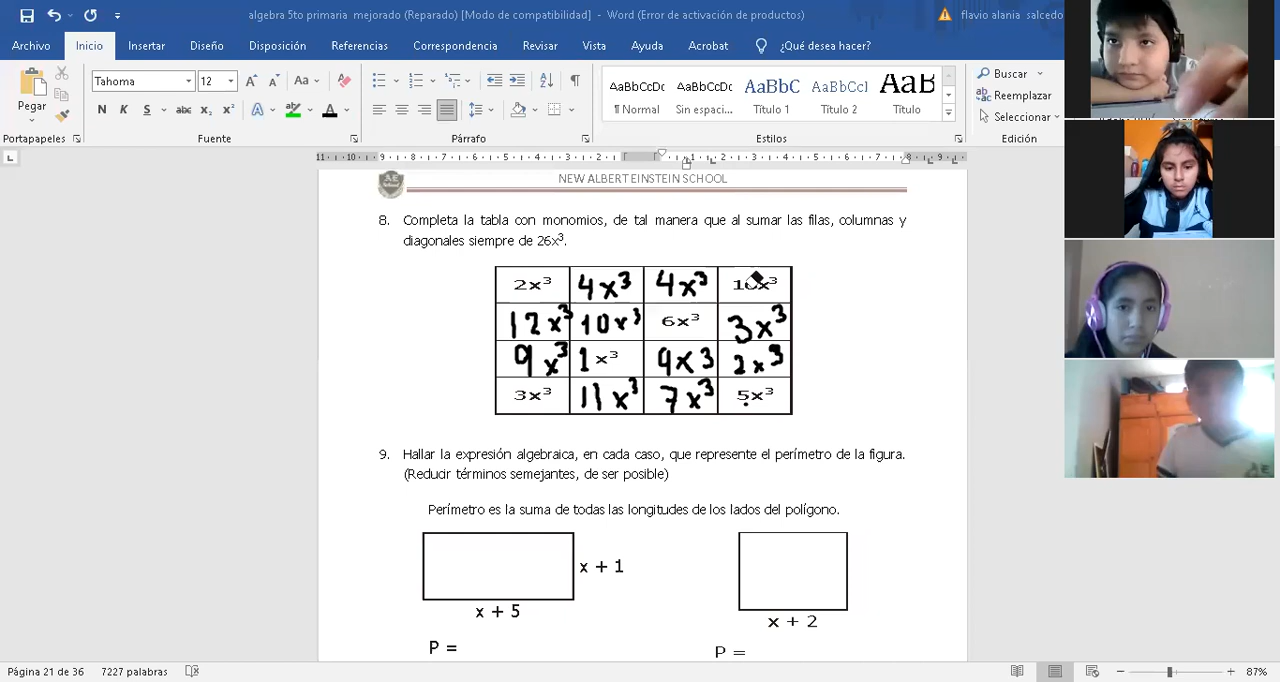 algebra 5to primaria mejorado (Reparado) [Modo de compatibilidad] - Word (Error de activación de productos)
flavio alania salcedo
Archivo Inicio Insertar Diseño Disposición Referencias Correspondencia Revisar Vista Ayuda Acrobat ¿Qué desea hacer?
Pegar
Tahoma 12
N K S abc x₂ x²
AaBbCcDc AaBbCcDc AaBbC AaBbCcI AaB
¶ Normal Sin espaci... Título 1 Título 2 Título
Buscar
Reemplazar
Seleccionar
Portapapeles Fuente Párrafo Estilos Edición
NEW ALBERT EINSTEIN SCHOOL
8. Completa la tabla con monomios, de tal manera que al sumar las filas, columnas y
diagonales siempre de 26x³.
2x³ 4x³ 4x³
12x³ 10x³ 6x³ 3x³
9x³ 1x³ 9x3 2x³
3x³ 11x³ 7x³ 5x³
9. Hallar la expresión algebraica, en cada caso, que represente el perímetro de la figura.
(Reducir términos semejantes, de ser posible)
Perímetro es la suma de todas las longitudes de los lados del polígono.
x + 1
x + 5
x + 2
P =
P =
Página 21 de 36 7227 palabras
87%